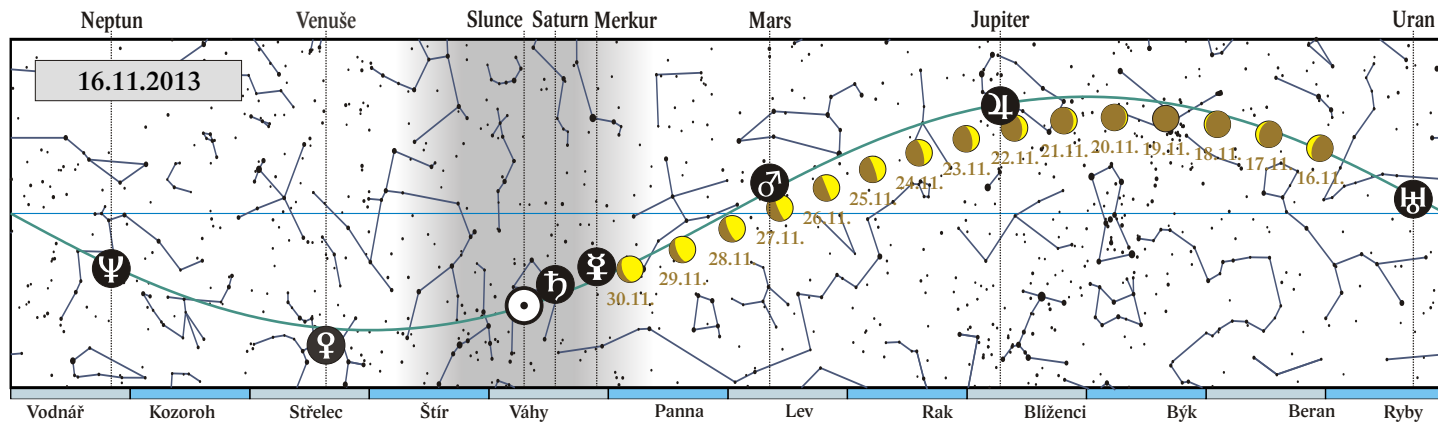 Neptun Venuše Slunce Saturn Merkur Mars Jupiter Uran
16.11.2013
30.11. 29.11. 28.11. 27.11. 26.11. 25.11. 24.11. 23.11. 22.11. 21.11. 20.11. 19.11. 18.11. 17.11. 16.11.
Vodnář Kozoroh Střelec Štír Váhy Panna Lev Rak Blíženci Býk Beran Ryby